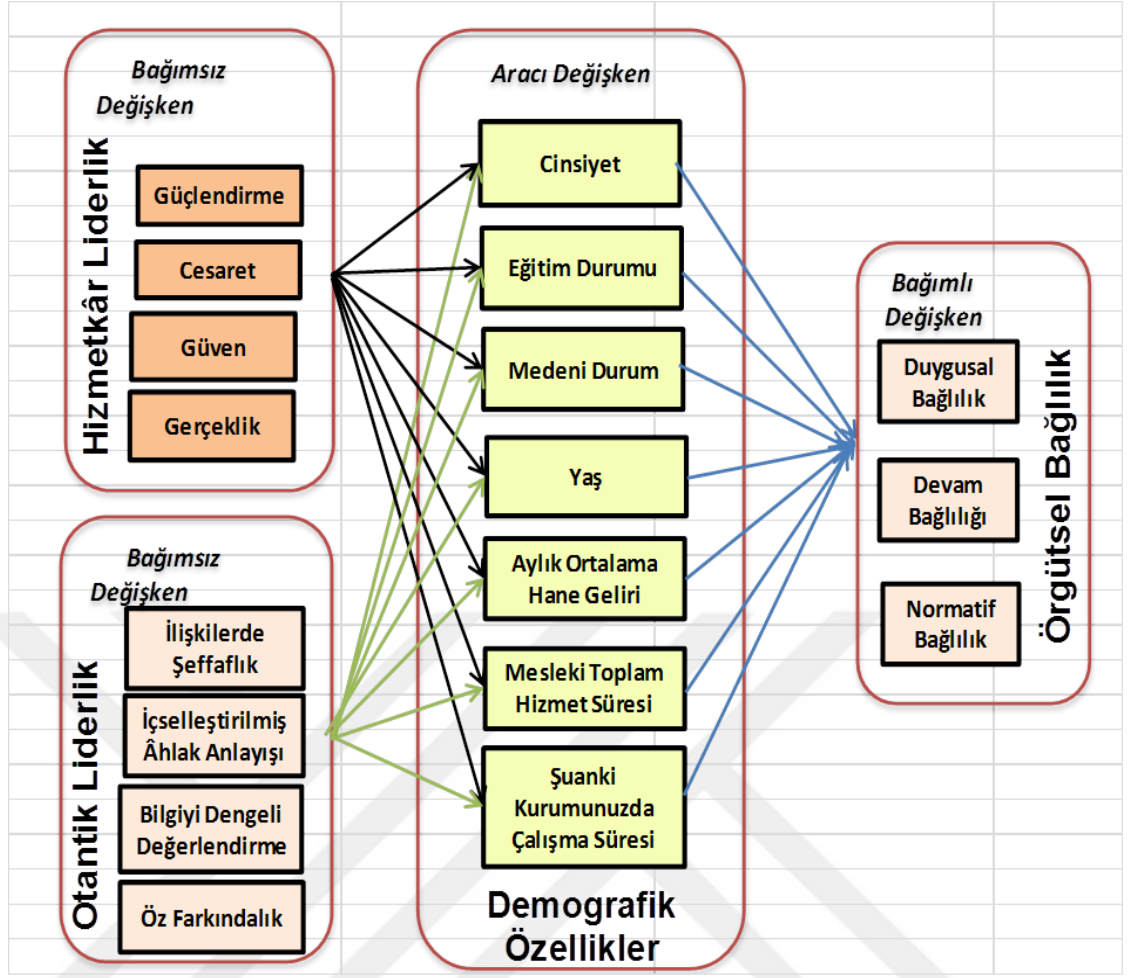 Bağımsız
Değişken
Hizmetkâr Liderlik
Güçlendirme
Cesaret
Güven
Gerçeklik
Bağımsız
Değişken
Otantik Liderlik
İlişkilerde
Şeffaflık
İçselleştirilmiş
Âhlak Anlayışı
Bilgiyi Dengeli
Değerlendirme
Öz Farkındalık
Aracı Değişken
Cinsiyet
Eğitim Durumu
Medeni Durum
Yaş
Aylık Ortalama
Hane Geliri
Mesleki Toplam
Hizmet Süresi
Şuanki
Kurumunuzda
Çalışma Süresi
Demografik
Özellikler
Bağımlı
Değişken
Duygusal
Bağlılık
Devam
Bağlılığı
Normatif
Bağlılık
Örgütsel Bağlılık